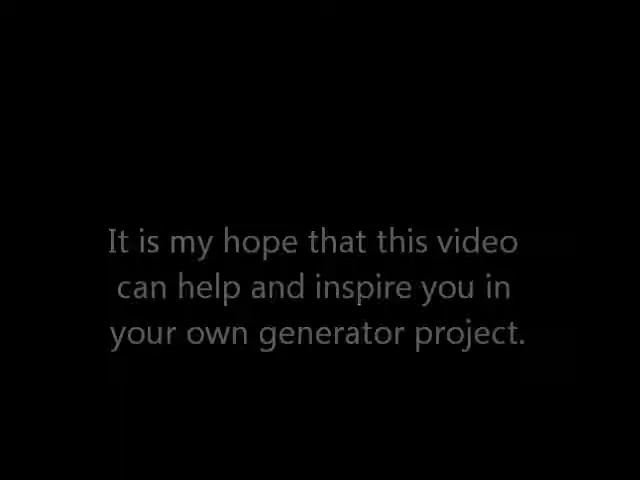 It is my hope that this video
can help and inspire you in
your own generator project.